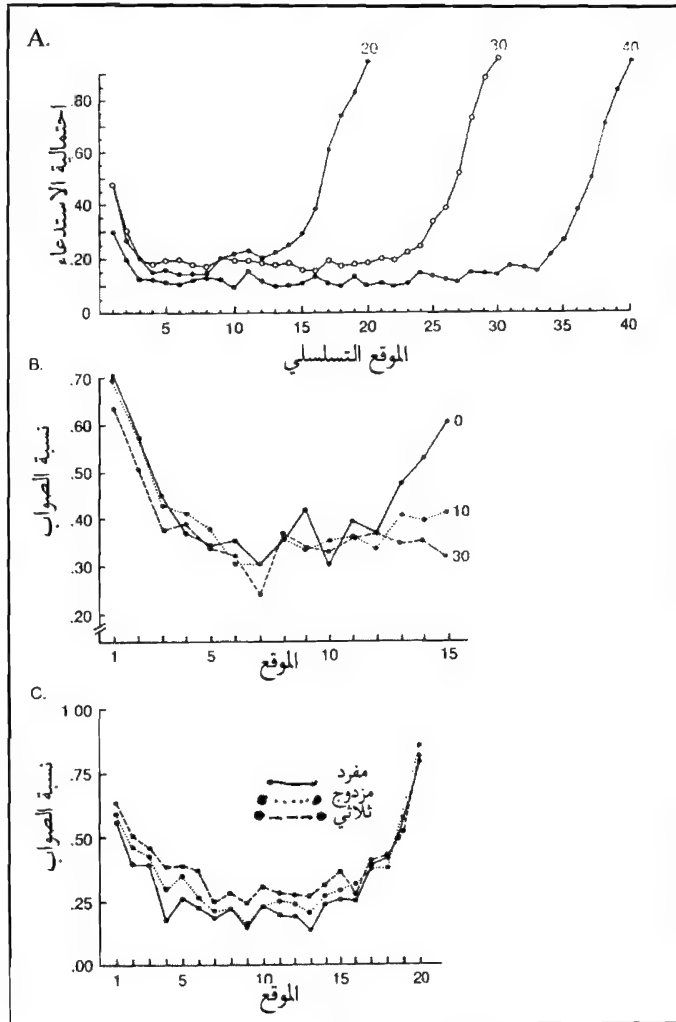 A.
20 30 40
.80
.60
40
.20
0
احتمالية الاستدعاء
5 10 15 20 25 30 35 40
الموقع التسلسلي
B.
.70
.60
.50
.40
.30
.20
نسبة الصواب
0
10
30
1 5 10 15
الموقع
C.
1 00
.75
.50
.25
.00
نسبة الصواب
مفرد
مزدوج
ثلاثي
1 5 10 15 20
الموقع